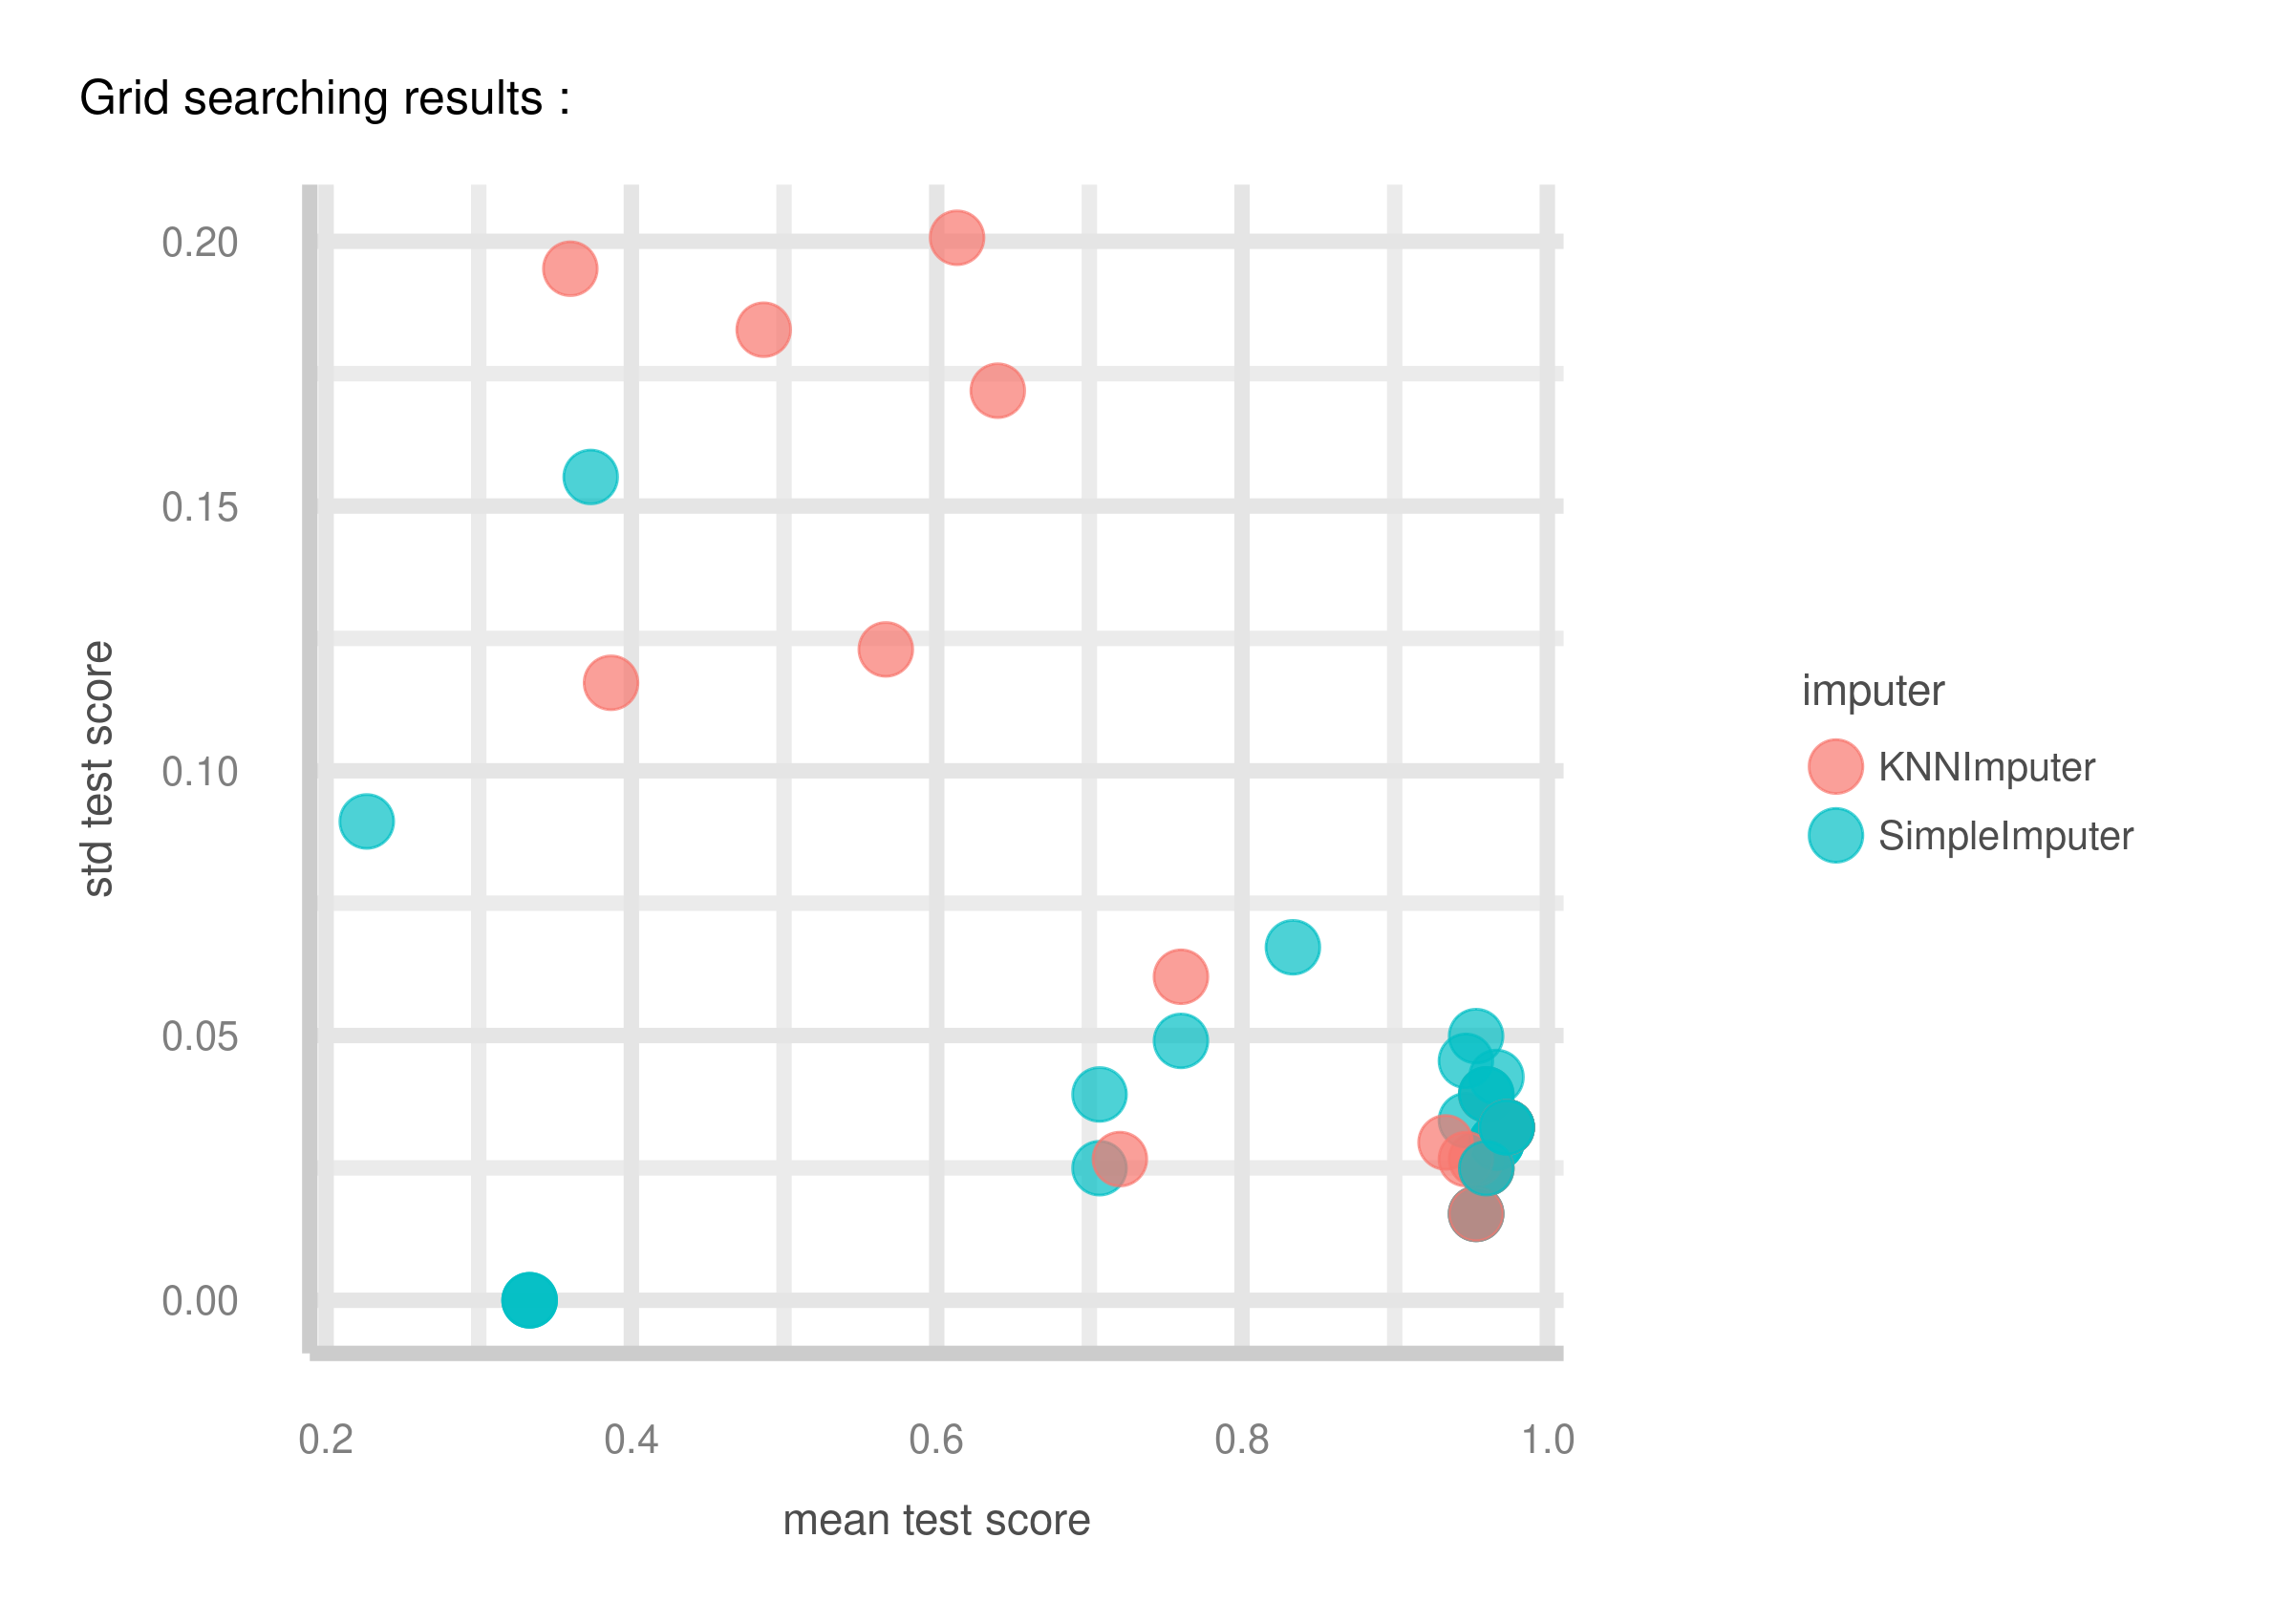 Grid searching results :
0.20
0.15
0.10
0.05
0.00
std test score
0.2
0.4
0.6
0.8
1.0
mean test score
imputer
KNNImputer
SimpleImputer